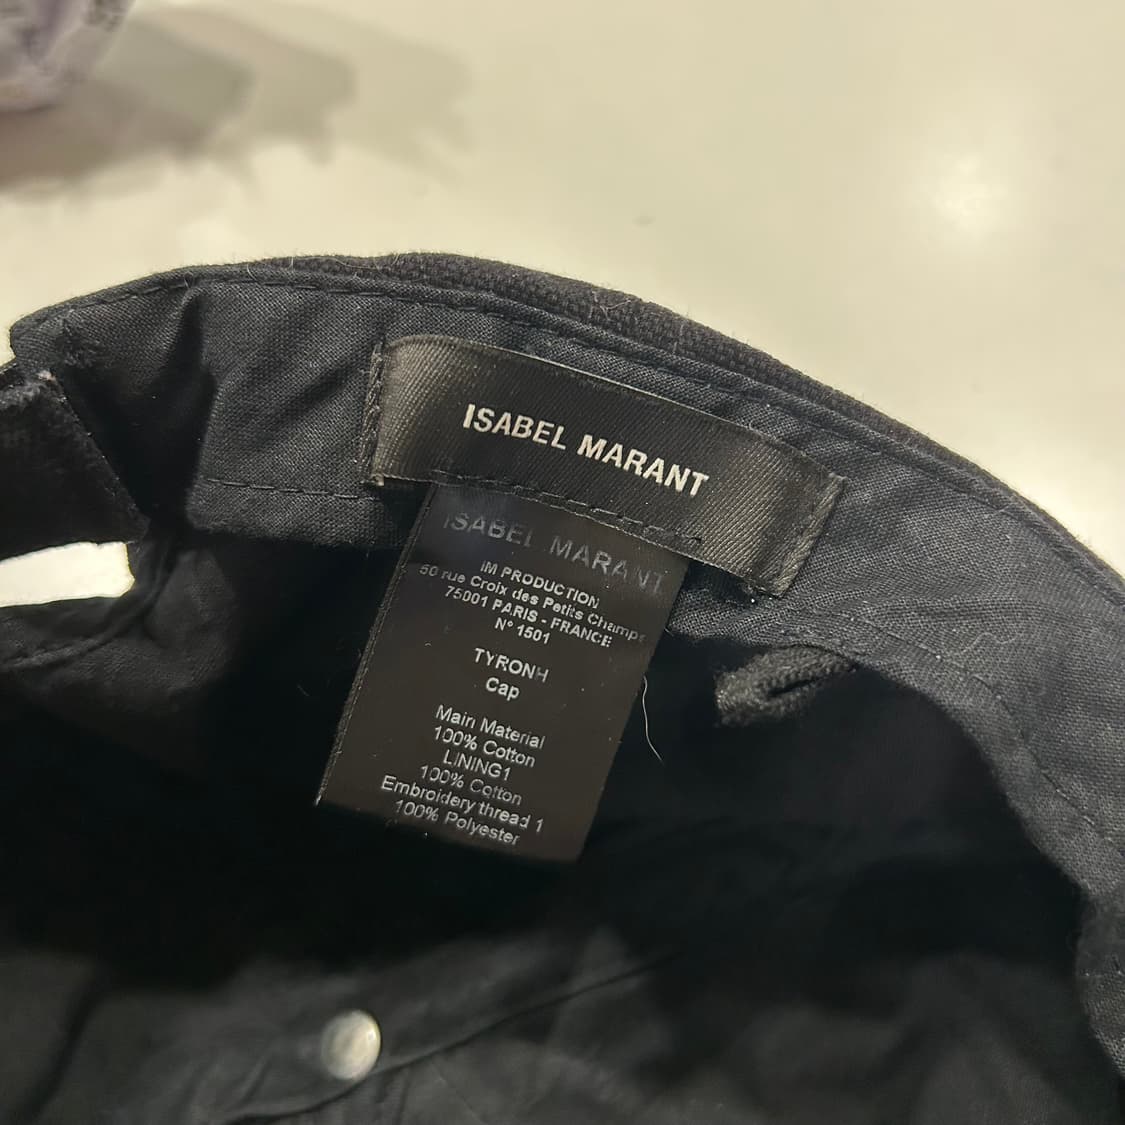 ISABEL MARANT
ISABEL MARANT
IM PRODUCTION
50 rue Croix des Petits Champs
75001 PARIS - FRANCE
N° 1501
TYRONH
Cap
Main Material
100% Cotton
LINING1
100% Cotton
Embroidery thread 1
100% Polyester